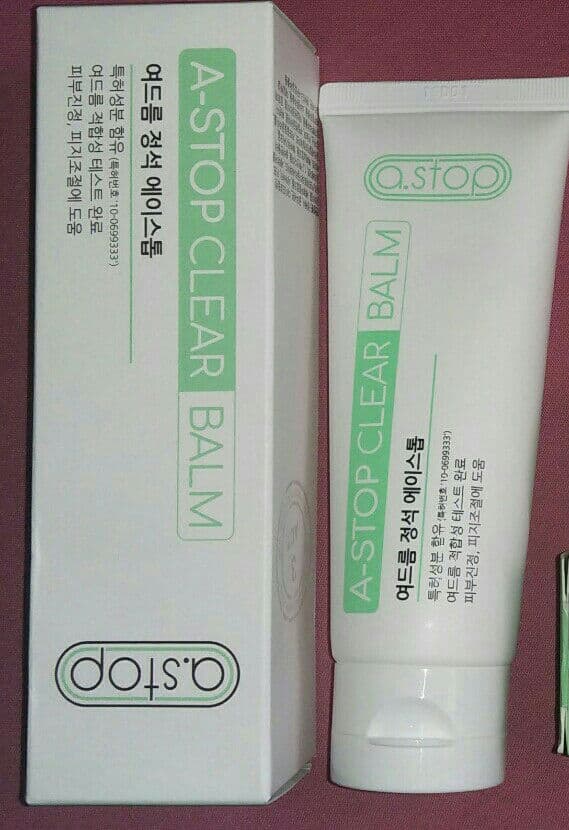 A-STOP CLEAR BALM
여드름 정석 에이스톱
특허성분 함유 (특허번호 : 10-0699333*)
여드름 적합성 테스트 완료
피부진정, 피지조절에 도움
a.stop
a.stop
A-STOP CLEAR BALM
여드름 정석 에이스톱
특허성분 함유 (특허번호 : 10-0699333*)
여드름 적합성 테스트 완료
피부진정, 피지조절에 도움